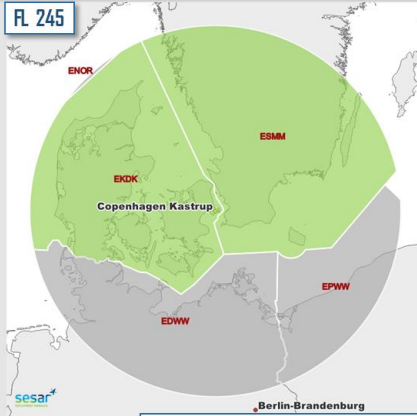 FL 245
ENOR
ESMM
EKDK
Copenhagen Kastrup
EPWW
EDWW
sesar
Berlin-Brandenburg